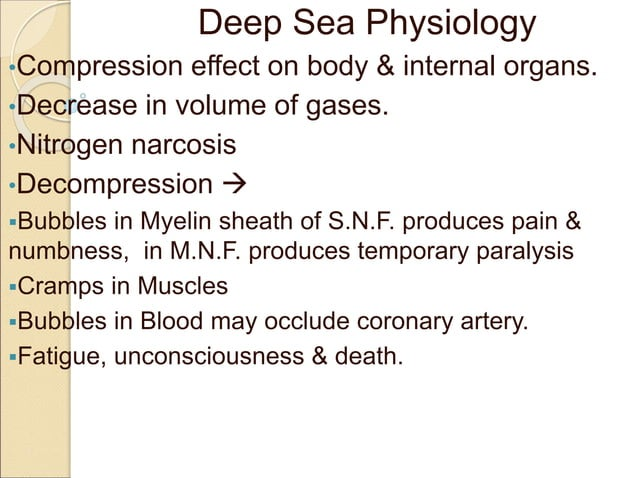 Deep Sea Physiology
•Compression effect on body & internal organs.
•Decrease in volume of gases.
•Nitrogen narcosis
•Decompression →
▪Bubbles in Myelin sheath of S.N.F. produces pain &
numbness,  in M.N.F. produces temporary paralysis
▪Cramps in Muscles
▪Bubbles in Blood may occlude coronary artery.
▪Fatigue, unconsciousness & death.